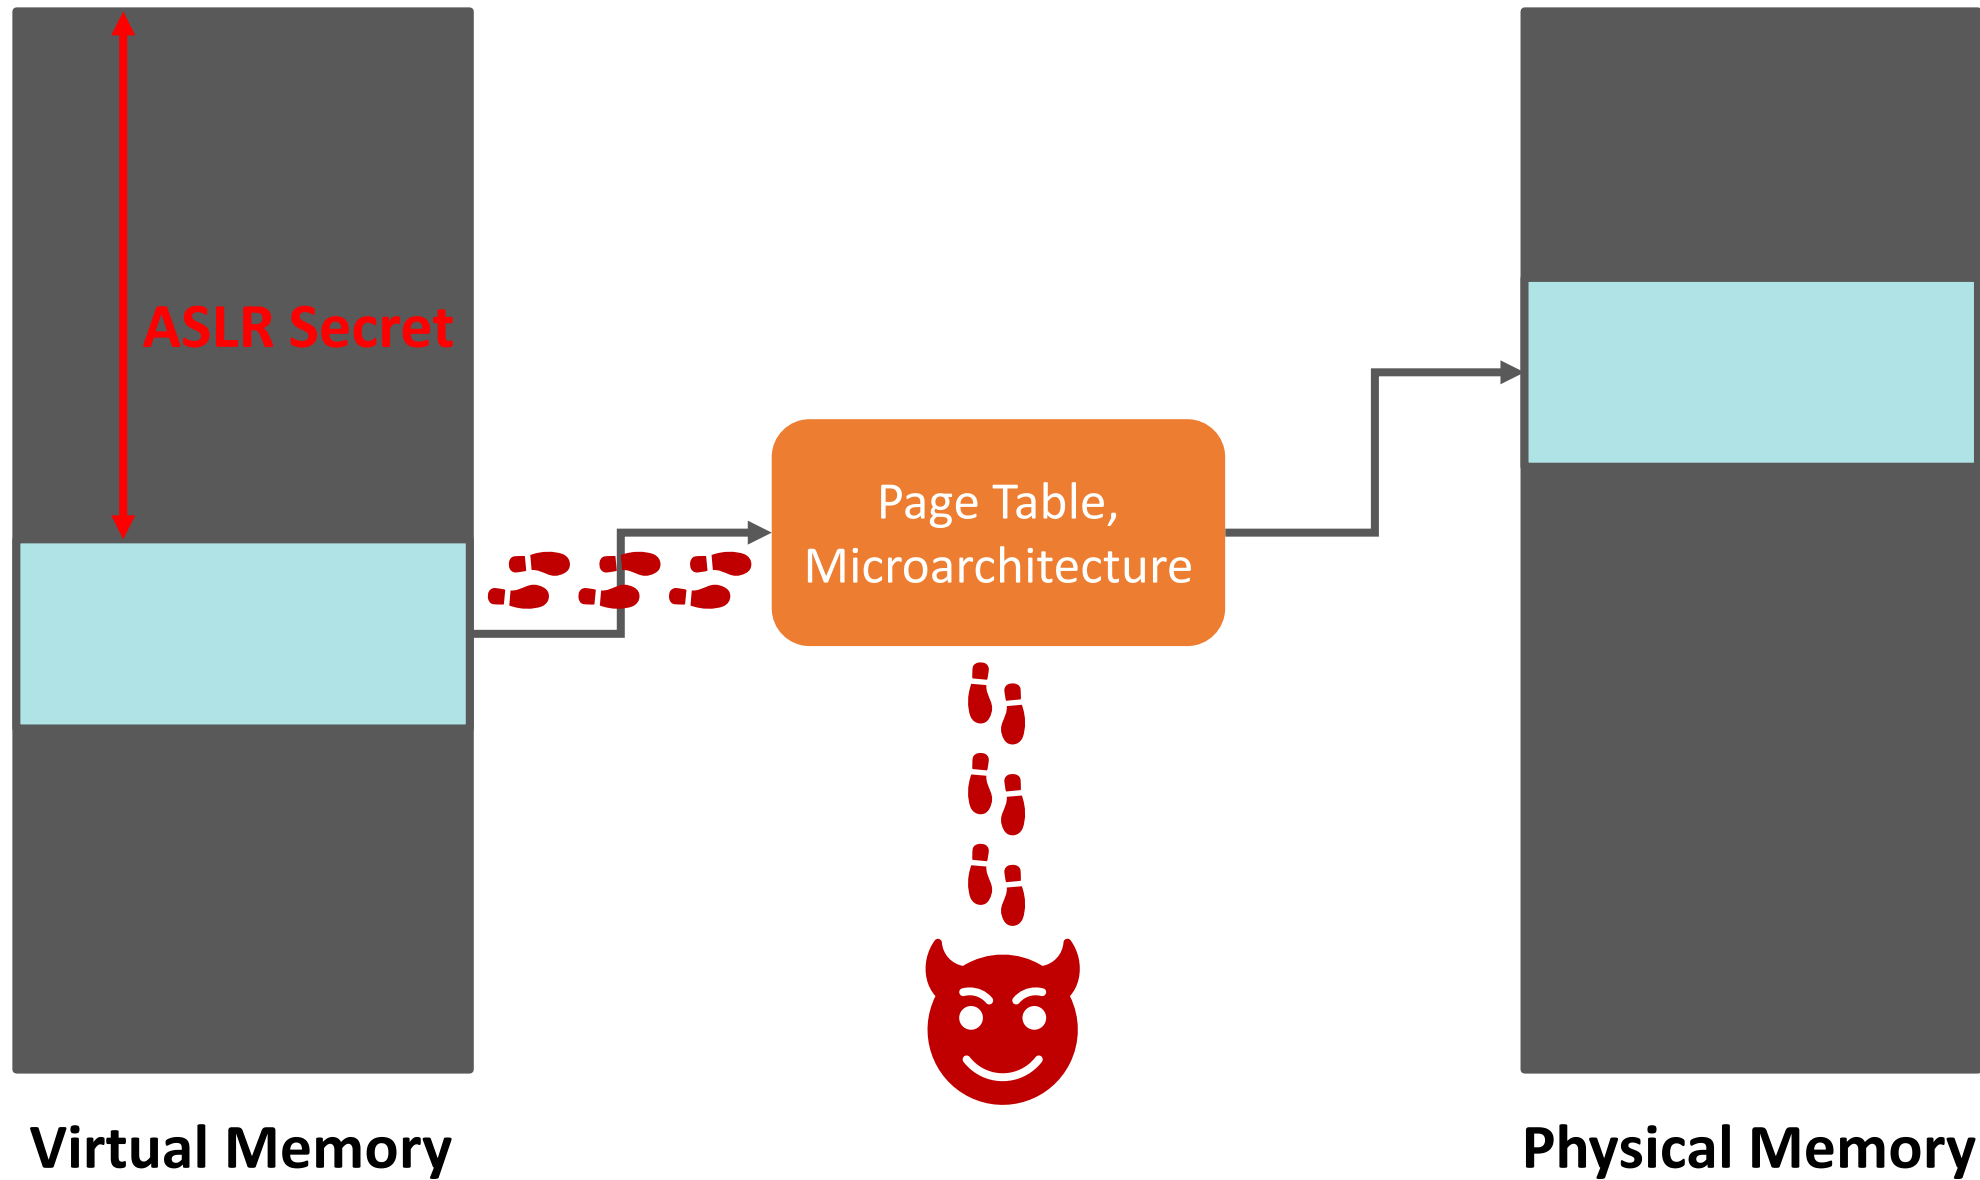 ASLR Secret
Page Table,
Microarchitecture
Virtual Memory
Physical Memory